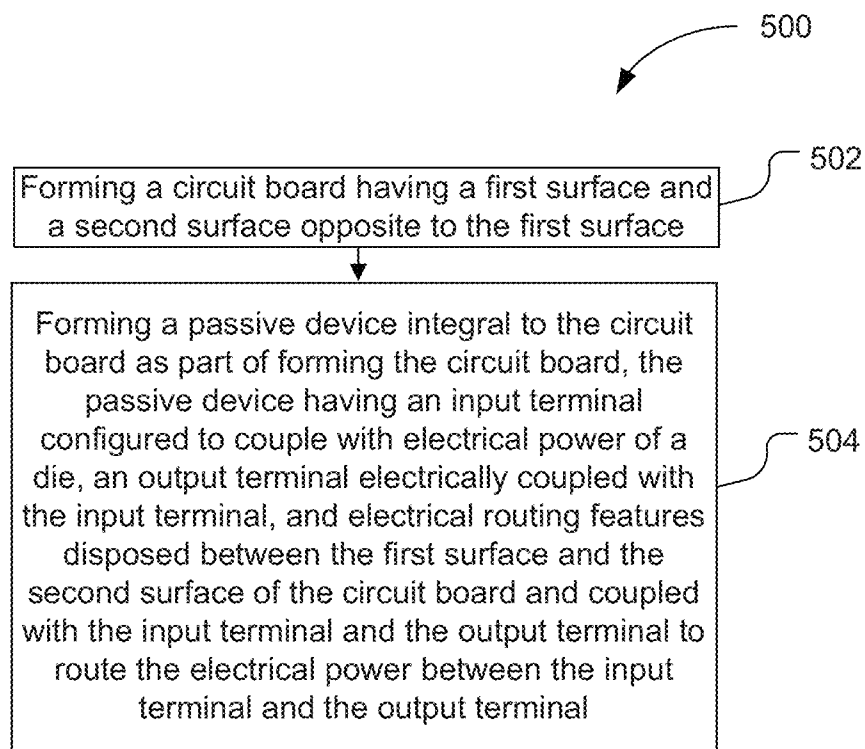 500
502
Forming a circuit board having a first surface and
a second surface opposite to the first surface
Forming a passive device integral to the circuit
board as part of forming the circuit board, the
passive device having an input terminal
configured to couple with electrical power of a
die, an output terminal electrically coupled with
the input terminal, and electrical routing features
disposed between the first surface and the
second surface of the circuit board and coupled
with the input terminal and the output terminal to
route the electrical power between the input
terminal and the output terminal
504